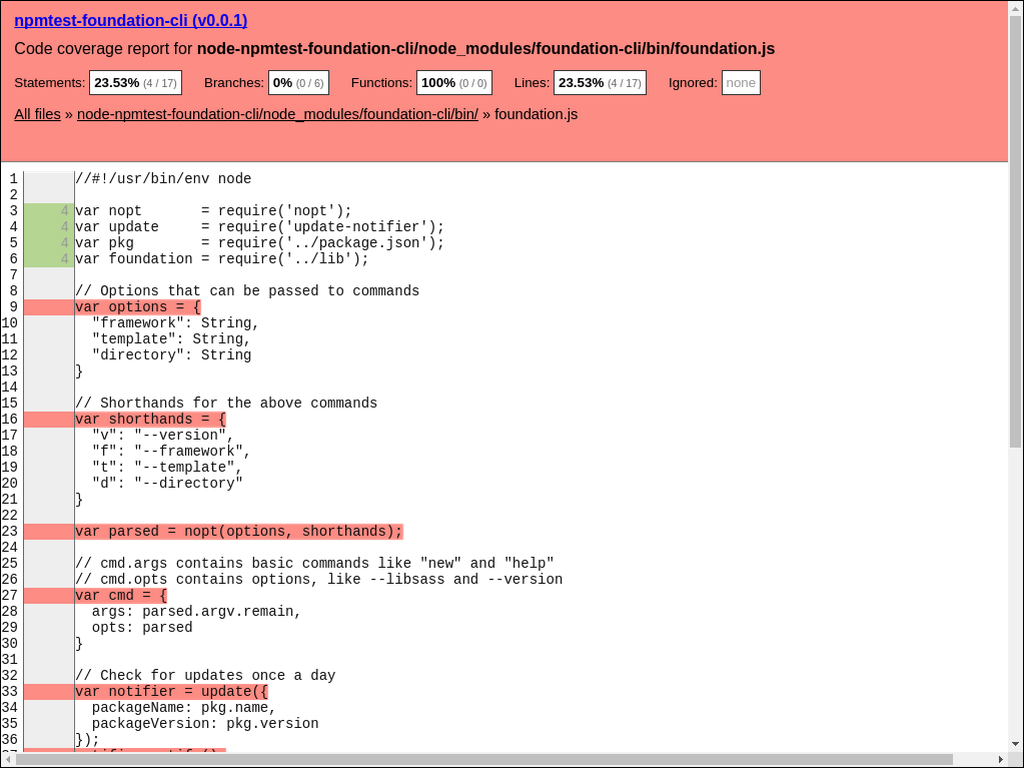 npmtest-foundation-cli (v0.0.1)
Code coverage report for node-npmtest-foundation-cli/node_modules/foundation-cli/bin/foundation.js
Statements: 23.53% (4 / 17) Branches: 0% (0 / 6) Functions: 100% (0 / 0) Lines: 23.53% (4 / 17) Ignored: none
All files » node-npmtest-foundation-cli/node_modules/foundation-cli/bin/ » foundation.js
1 //#!/usr/bin/env node
2
3 4 var nopt       = require('nopt');
4 4 var update     = require('update-notifier');
5 4 var pkg        = require('../package.json');
6 4 var foundation = require('../lib');
7
8 // Options that can be passed to commands
9 var options = {
10   "framework": String,
11   "template": String,
12   "directory": String
13 }
14
15 // Shorthands for the above commands
16 var shorthands = {
17   "v": "--version",
18   "f": "--framework",
19   "t": "--template",
20   "d": "--directory"
21 }
22
23 var parsed = nopt(options, shorthands);
24
25 // cmd.args contains basic commands like "new" and "help"
26 // cmd.opts contains options, like --libsass and --version
27 var cmd = {
28   args: parsed.argv.remain,
29   opts: parsed
30 }
31
32 // Check for updates once a day
33 var notifier = update({
34   packageName: pkg.name,
35   packageVersion: pkg.version
36 });